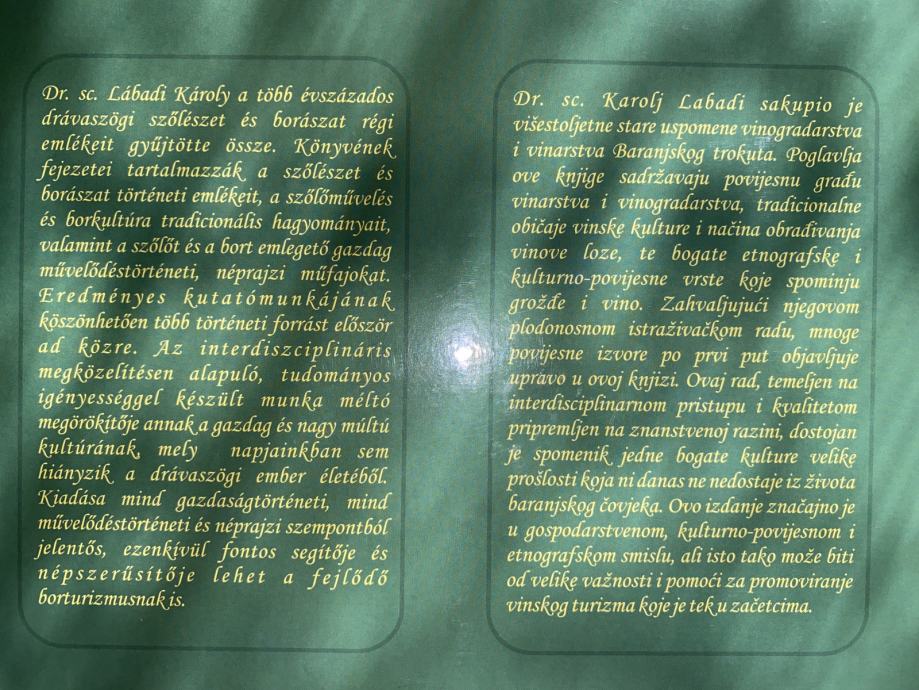 Dr. sc. Lábadi Károly a több évszázados
drávaszögi szőlészet és borászat régi
emlékeit gyűjtötte össze. Könyvének
fejezetei tartalmazzák a szőlészet és
borászat történeti emlékeit, a szőlőművelés
és borkultúra tradicionális hagyományait,
valamint a szőlőt és a bort emlegető gazdag
művelődéstörténeti, néprajzi műfajokat.
Eredményes kutatómunkájának
köszönhetően több történeti forrást először
ad közre. Az interdiszciplináris
megközelítésen alapuló, tudományos
igényességgel készült munka méltó
megörökítője annak a gazdag és nagy múltú
kultúrának, mely napjainkban sem
hiányzik a drávaszögi ember életéből.
Kiadása mind gazdaságtörténeti, mind
művelődéstörténeti és néprajzi szempontból
jelentős, ezenkívül fontos segítője és
népszerűsítője lehet a fejlődő
borturizmusnak is.
Dr. sc. Karolj Labadi sakupio je
višestoljetne stare uspomene vinogradarstva
i vinarstva Baranjskog trokuta. Poglavlja
ove knjige sadržavaju povijesnu građu
vinarstva i vinogradarstva, tradicionalne
običaje vinske kulture i načina obrađivanja
vinove loze, te bogate etnografske i
kulturno-povijesne vrste koje spominju
grožđe i vino. Zahvaljujući njegovom
plodonosnom istraživačkom radu, mnoge
povijesne izvore po prvi put objavljuje
upravo u ovoj knjizi. Ovaj rad, temeljen na
interdisciplinarnom pristupu i kvalitetom
pripremljen na znanstvenoj razini, dostojan
je spomenik jedne bogate kulture velike
prošlosti koja ni danas ne nedostaje iz života
baranjskog čovjeka. Ovo izdanje značajno je
u gospodarstvenom, kulturno-povijesnom i
etnografskom smislu, ali isto tako može biti
od velike važnosti i pomoći za promoviranje
vinskog turizma koje je tek u začetcima.